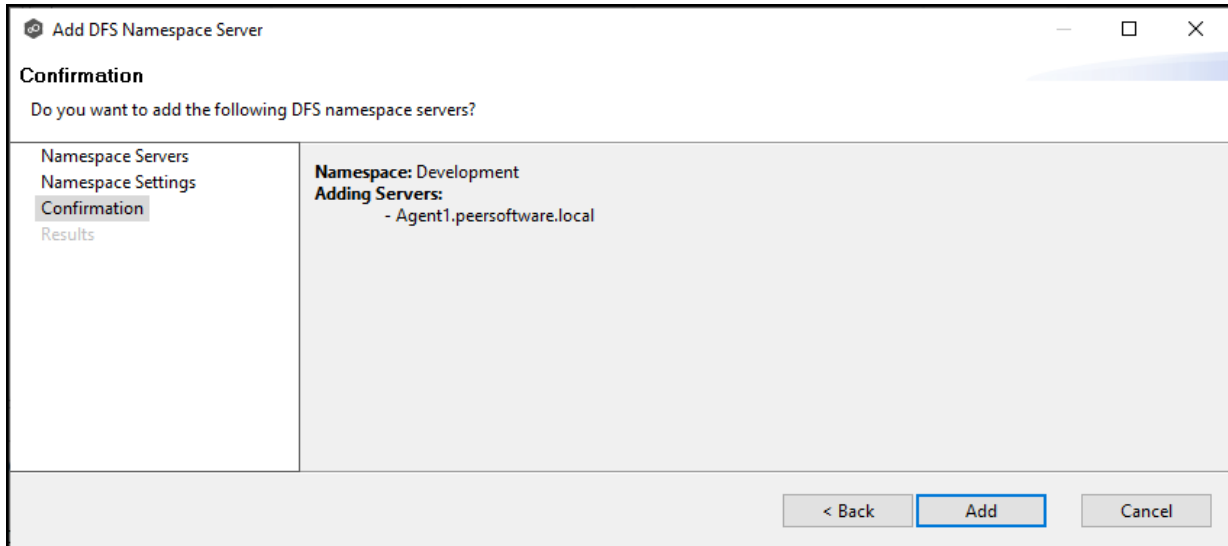 Add DFS Namespace Server
Confirmation
Do you want to add the following DFS namespace servers?
Namespace Servers
Namespace Settings
Confirmation
Results
Namespace: Development
Adding Servers:
- Agent1.peersoftware.local
< Back
Add
Cancel